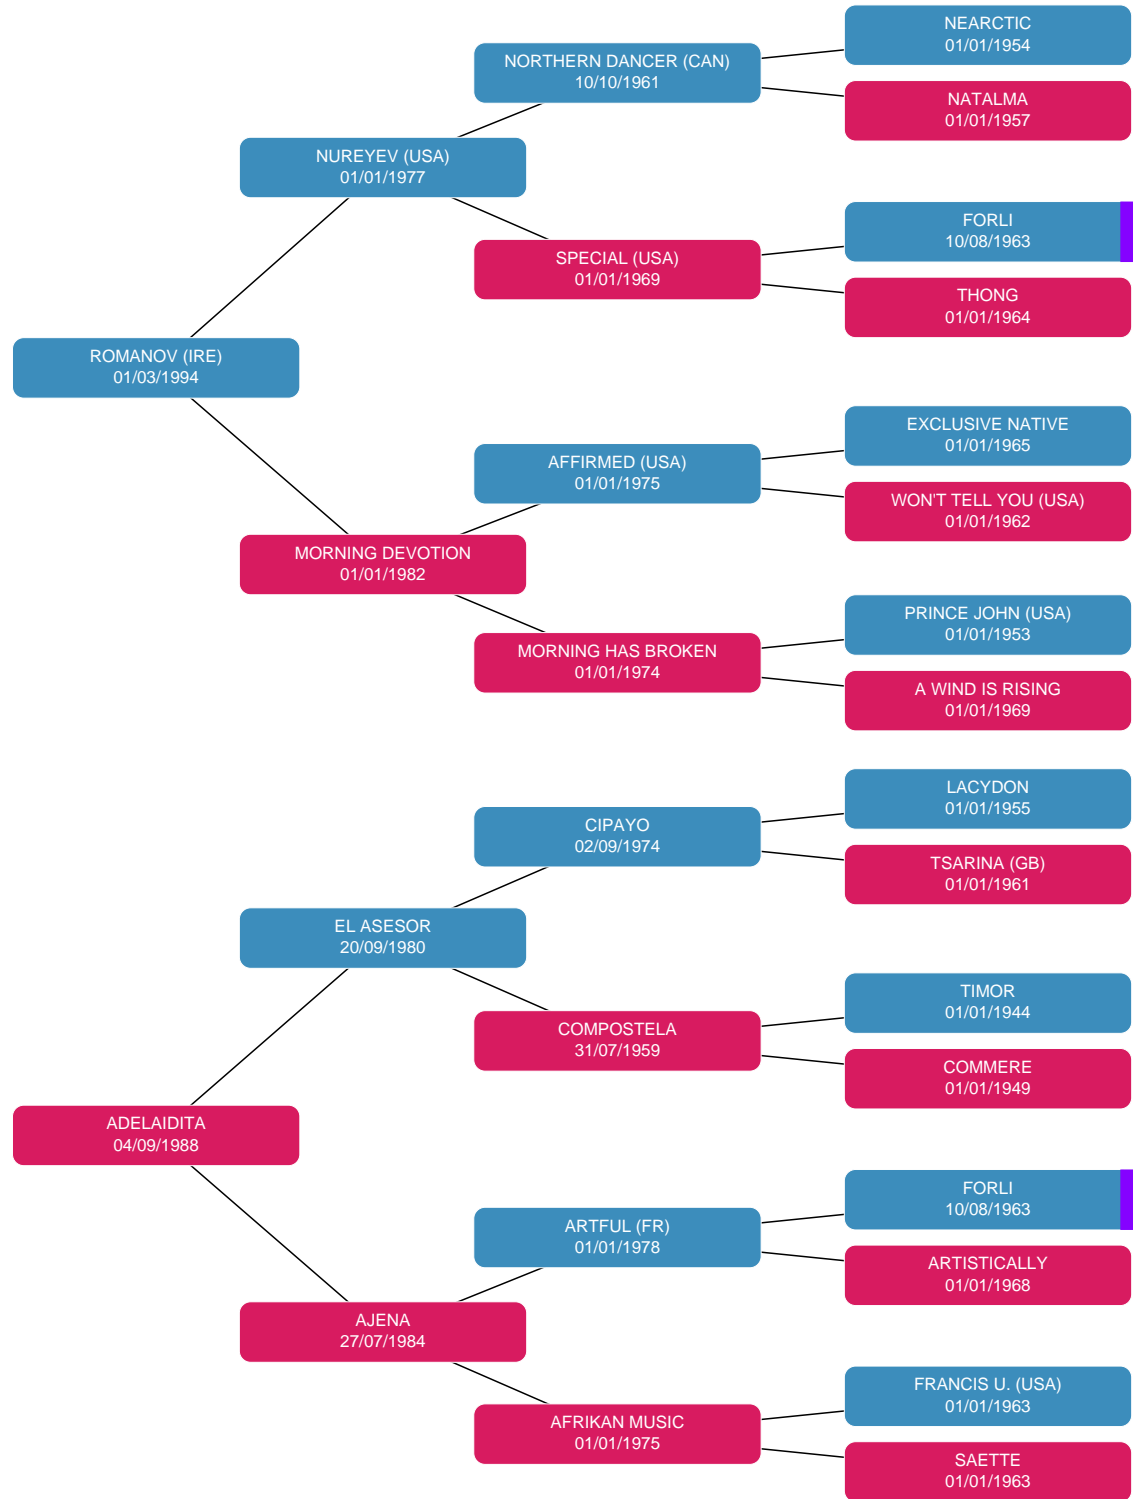 NEARCTIC
01/01/1954
NORTHERN DANCER (CAN)
10/10/1961
NATALMA
01/01/1957
NUREYEV (USA)
01/01/1977
FORLI
10/08/1963
SPECIAL (USA)
01/01/1969
THONG
01/01/1964
ROMANOV (IRE)
01/03/1994
EXCLUSIVE NATIVE
01/01/1965
AFFIRMED (USA)
01/01/1975
WON'T TELL YOU (USA)
01/01/1962
MORNING DEVOTION
01/01/1982
PRINCE JOHN (USA)
01/01/1953
MORNING HAS BROKEN
01/01/1974
A WIND IS RISING
01/01/1969
LACYDON
01/01/1955
CIPAYO
02/09/1974
TSARINA (GB)
01/01/1961
EL ASESOR
20/09/1980
TIMOR
01/01/1944
COMPOSTELA
31/07/1959
COMMERE
01/01/1949
ADELAIDITA
04/09/1988
FORLI
10/08/1963
ARTFUL (FR)
01/01/1978
ARTISTICALLY
01/01/1968
AJENA
27/07/1984
FRANCIS U. (USA)
01/01/1963
AFRIKAN MUSIC
01/01/1975
SAETTE
01/01/1963